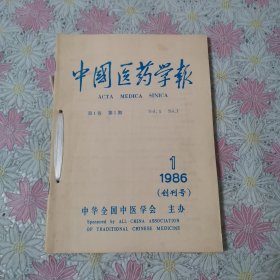 中国医药学报
ACTA MEDICA SINICA
第1卷 第1期 Vol.1 No.1
1
1986
(创刊号)
中华全国中医学会 主办
Sponsored by ALL CHINA ASSOCIATION
OF TRADITIONAL CHINESE MEDICINE